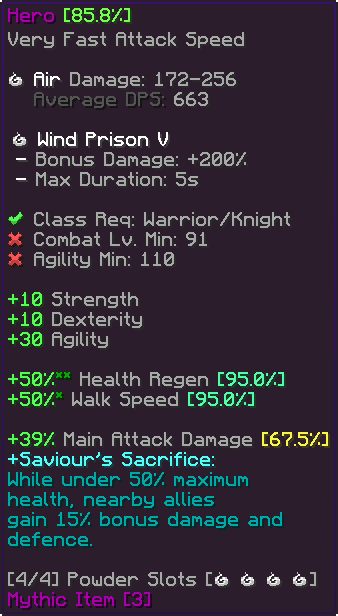 Hero [85.8%]
Very Fast Attack Speed
Air Damage: 172-256
Average DPS: 663
Wind Prison V
- Bonus Damage: +200%
- Max Duration: 5s
✔ Class Req: Warrior/Knight
✖ Combat Lv. Min: 91
✖ Agility Min: 110
+10 Strength
+10 Dexterity
+30 Agility
+50%** Health Regen [95.0%]
+50%* Walk Speed [95.0%]
+39% Main Attack Damage [67.5%]
+Saviour's Sacrifice:
While under 50% maximum
health, nearby allies
gain 15% bonus damage and
defence.
[4/4] Powder Slots [    ]
Mythic Item [3]